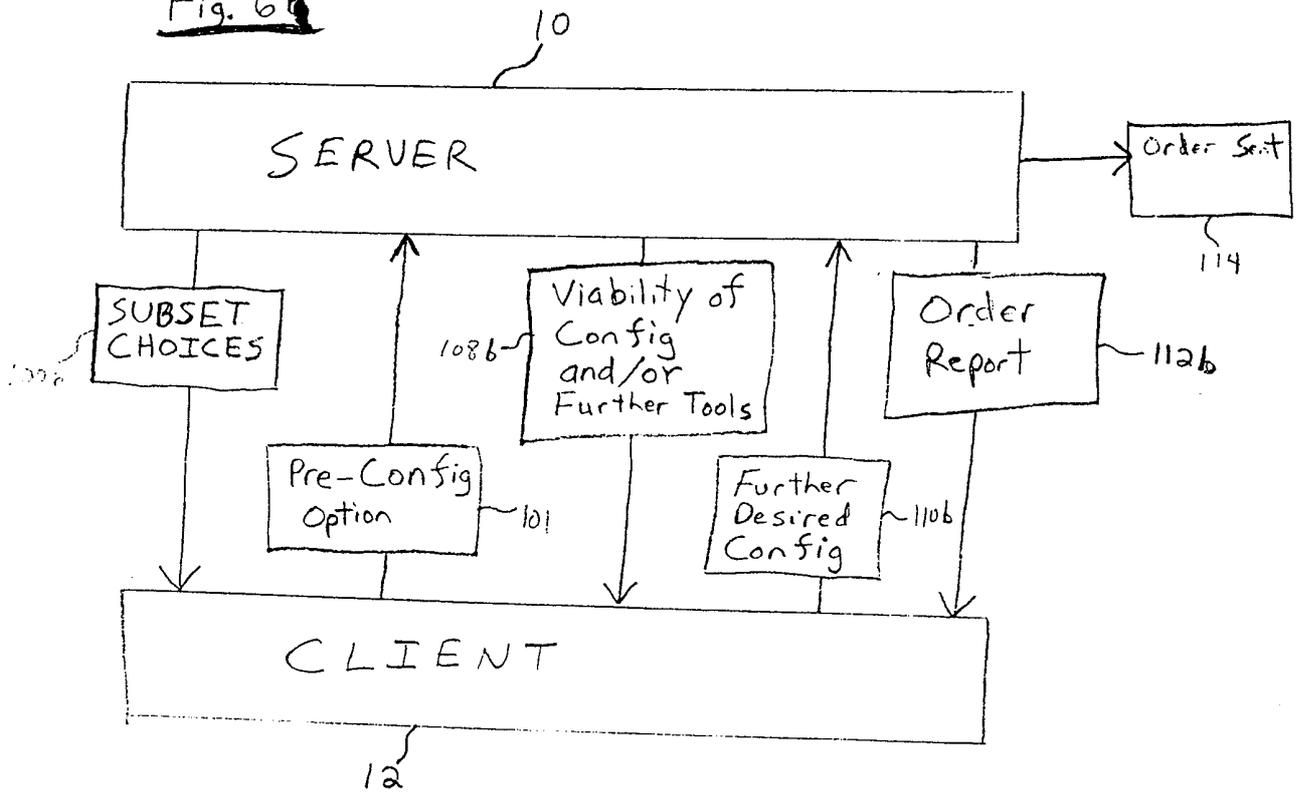 Fig. 6b
10
SERVER
Order Sent
114
SUBSET
CHOICES
Viability of
Config
and/or
Further Tools
108b
Order
Report
112b
Pre-Config
Option
101
Further
Desired
Config
110b
CLIENT
12